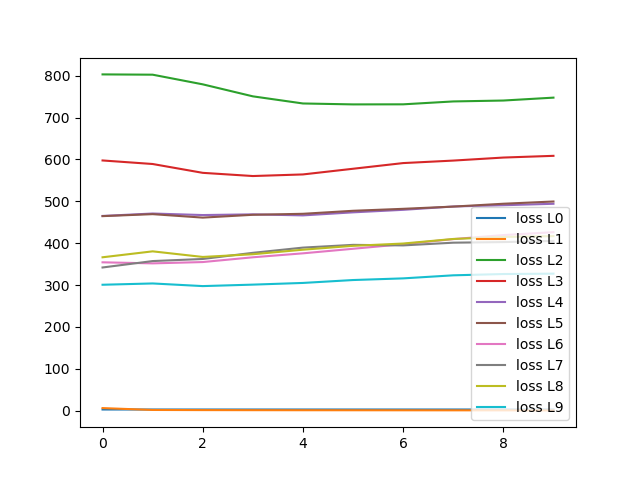 800
700
600
500
400
300
200
100
0
0 2 4 6 8
loss L0
loss L1
loss L2
loss L3
loss L4
loss L5
loss L6
loss L7
loss L8
loss L9